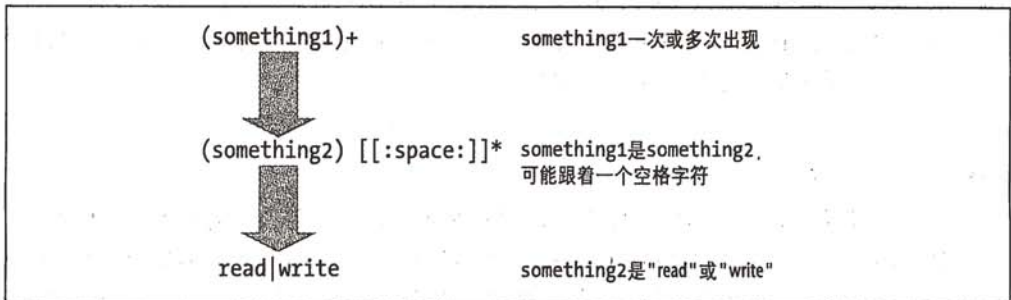 (something1)+ something1一次或多次出现
(something2) [[:space:]]* something1是something2,
可能跟着一个空格字符
read|write something2是"read"或"write"